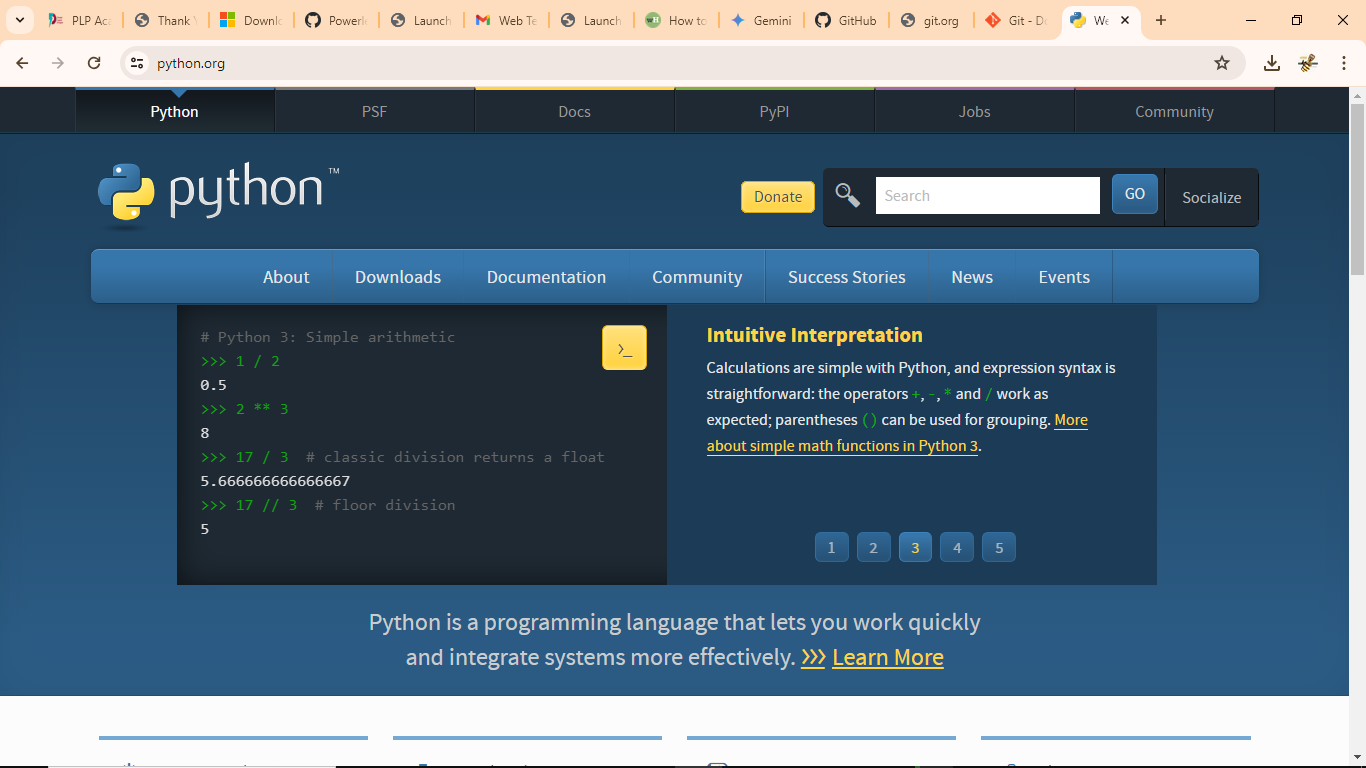 PLP Aca
Thank
Downlo
Powerle
Launch
Web Te
Launch
How to
Gemini
GitHub
git.org
Git - Do
We
python.org
Python
PSF
Docs
PyPI
Jobs
Community
python™
Donate
Search
GO
Socialize
About
Downloads
Documentation
Community
Success Stories
News
Events
# Python 3: Simple arithmetic
>>> 1 / 2
0.5
>>> 2 ** 3
8
>>> 17 / 3  # classic division returns a float
5.666666666666667
>>> 17 // 3  # floor division
5
>_
Intuitive Interpretation
Calculations are simple with Python, and expression syntax is
straightforward: the operators +, -, * and / work as
expected; parentheses () can be used for grouping. More
about simple math functions in Python 3.
1
2
3
4
5
Python is a programming language that lets you work quickly
and integrate systems more effectively. >>> Learn More